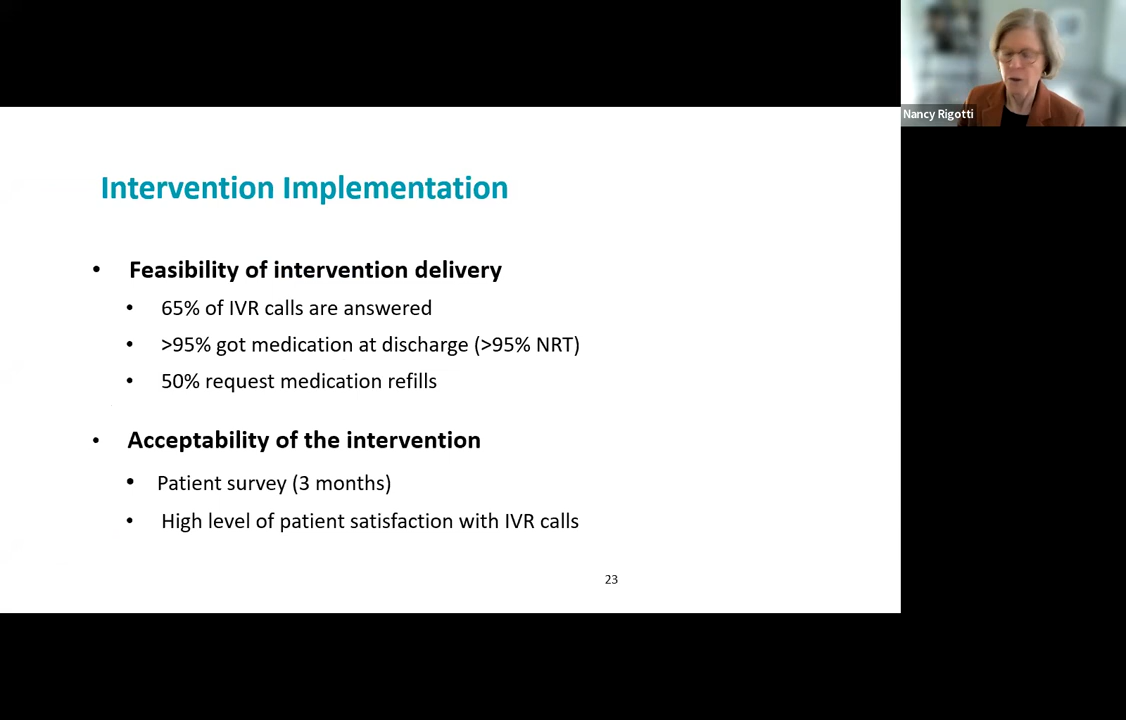 Nancy Rigotti
Intervention Implementation
• Feasibility of intervention delivery
• 65% of IVR calls are answered
• >95% got medication at discharge (>95% NRT)
• 50% request medication refills
• Acceptability of the intervention
• Patient survey (3 months)
• High level of patient satisfaction with IVR calls
23